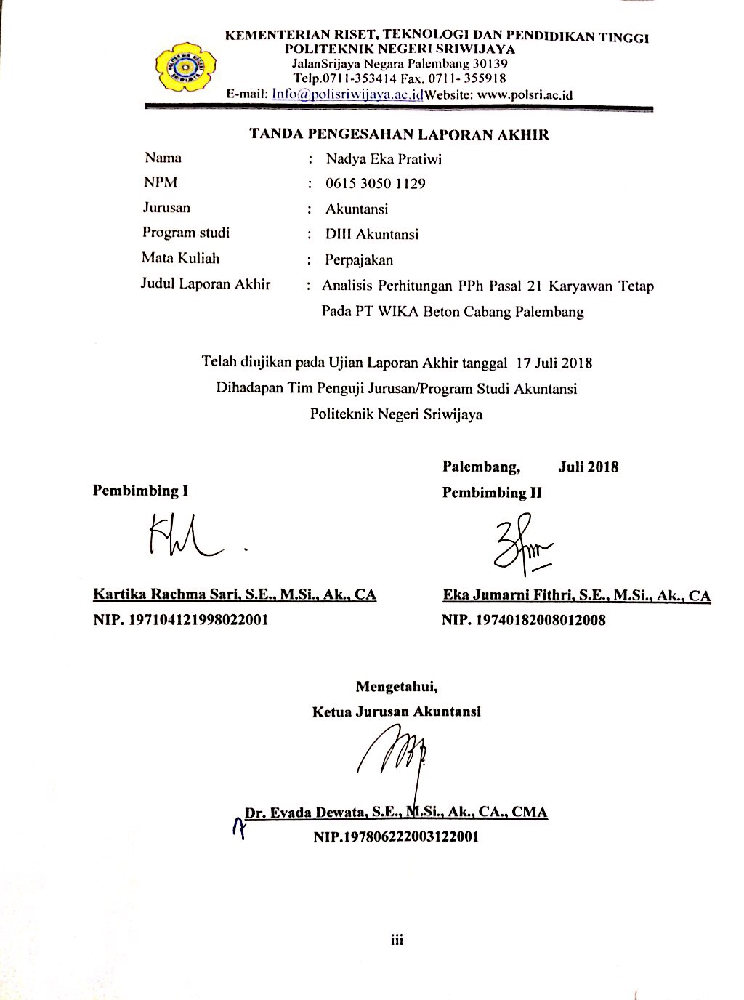 KEMENTERIAN RISET, TEKNOLOGI DAN PENDIDIKAN TINGGI
POLITEKNIK NEGERI SRIWIJAYA
JalanSrijaya Negara Palembang 30139
Telp.0711-353414 Fax. 0711- 355918
E-mail: Info@polisriwijaya.ac.idWebsite: www.polsri.ac.id
TANDA PENGESAHAN LAPORAN AKHIR
Nama : Nadya Eka Pratiwi
NPM : 0615 3050 1129
Jurusan : Akuntansi
Program studi : DIII Akuntansi
Mata Kuliah : Perpajakan
Judul Laporan Akhir : Analisis Perhitungan PPh Pasal 21 Karyawan Tetap
Pada PT WIKA Beton Cabang Palembang
Telah diujikan pada Ujian Laporan Akhir tanggal 17 Juli 2018
Dihadapan Tim Penguji Jurusan/Program Studi Akuntansi
Politeknik Negeri Sriwijaya
Palembang, Juli 2018
Pembimbing I Pembimbing II
Kartika Rachma Sari, S.E., M.Si., Ak., CA Eka Jumarni Fithri, S.E., M.Si., Ak., CA
NIP. 197104121998022001 NIP. 19740182008012008
Mengetahui,
Ketua Jurusan Akuntansi
Dr. Evada Dewata, S.E., M.Si., Ak., CA., CMA
NIP.197806222003122001
iii